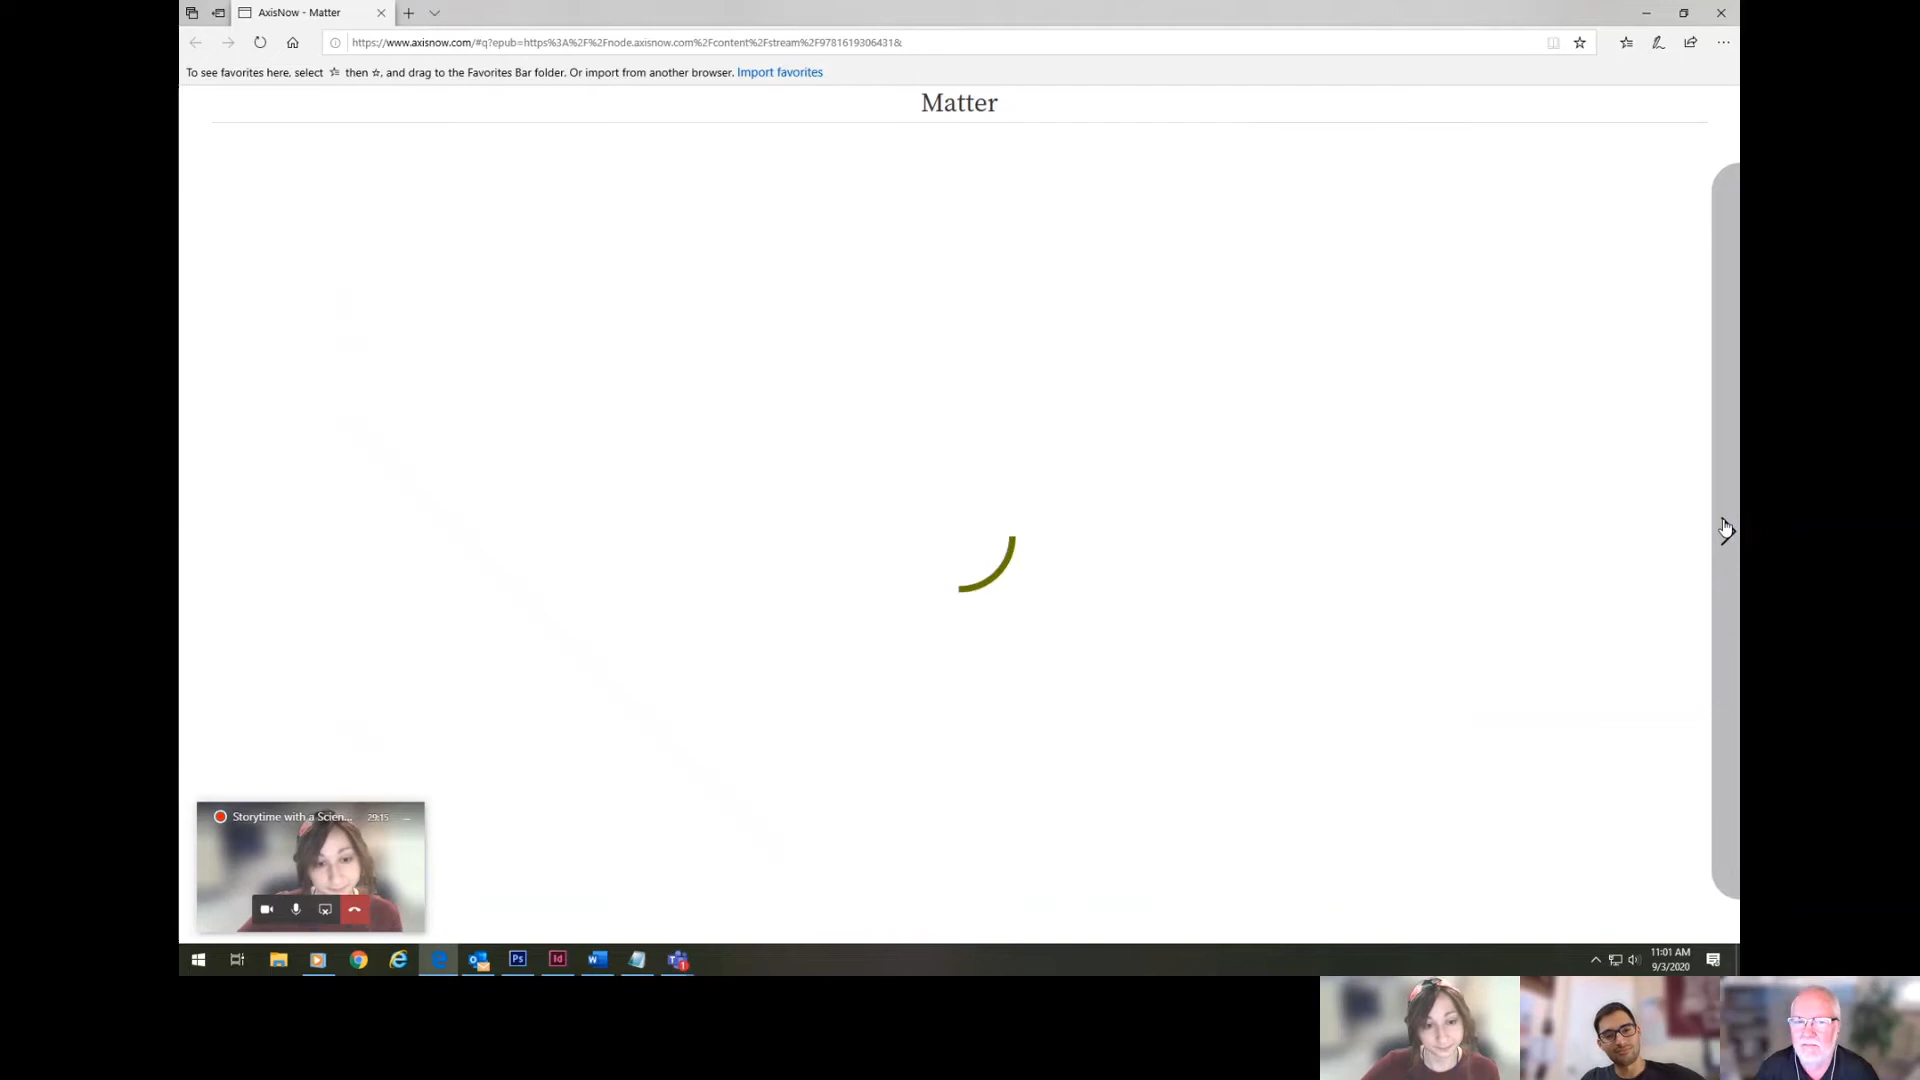 AxisNow - Matter
https://www.axisnow.com/#q?epub=https%3A%2F%2Fnode.axisnow.com%2Fcontent%2Fstream%2F9781619306431&
To see favorites here, select ☆ then ☆, and drag to the Favorites Bar folder. Or import from another browser. Import favorites
Matter
Storytime with a Scien... 29:15
Ps Id W
11:01 AM
9/3/2020